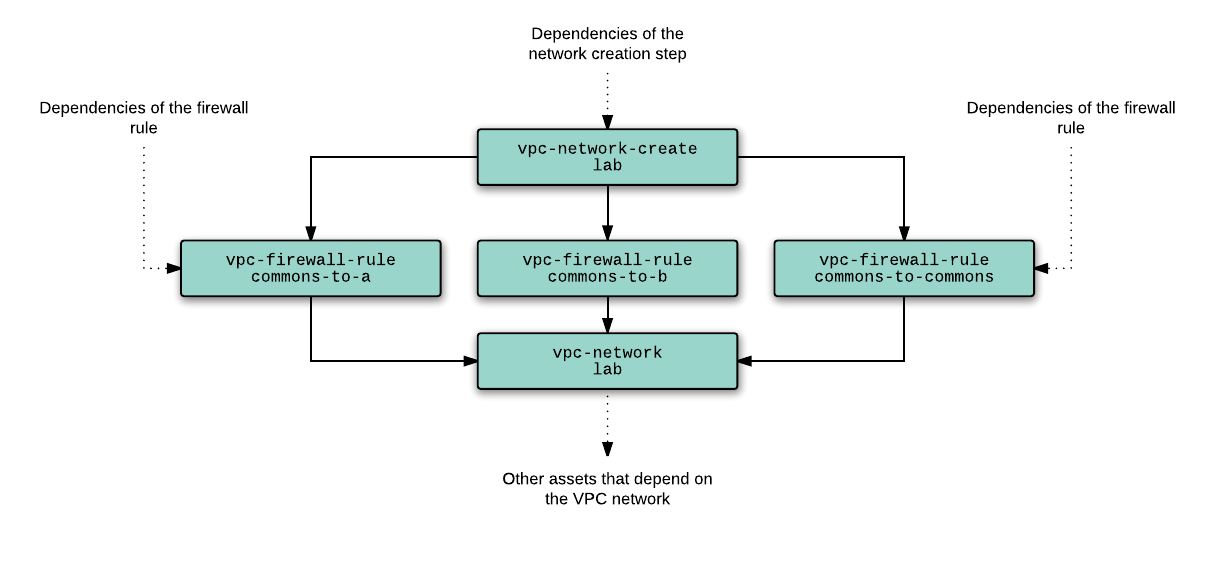 Dependencies of the
network creation step
Dependencies of the firewall
rule
Dependencies of the firewall
rule
vpc-network-create
lab
vpc-firewall-rule
commons-to-a
vpc-firewall-rule
commons-to-b
vpc-firewall-rule
commons-to-commons
vpc-network
lab
Other assets that depend on
the VPC network